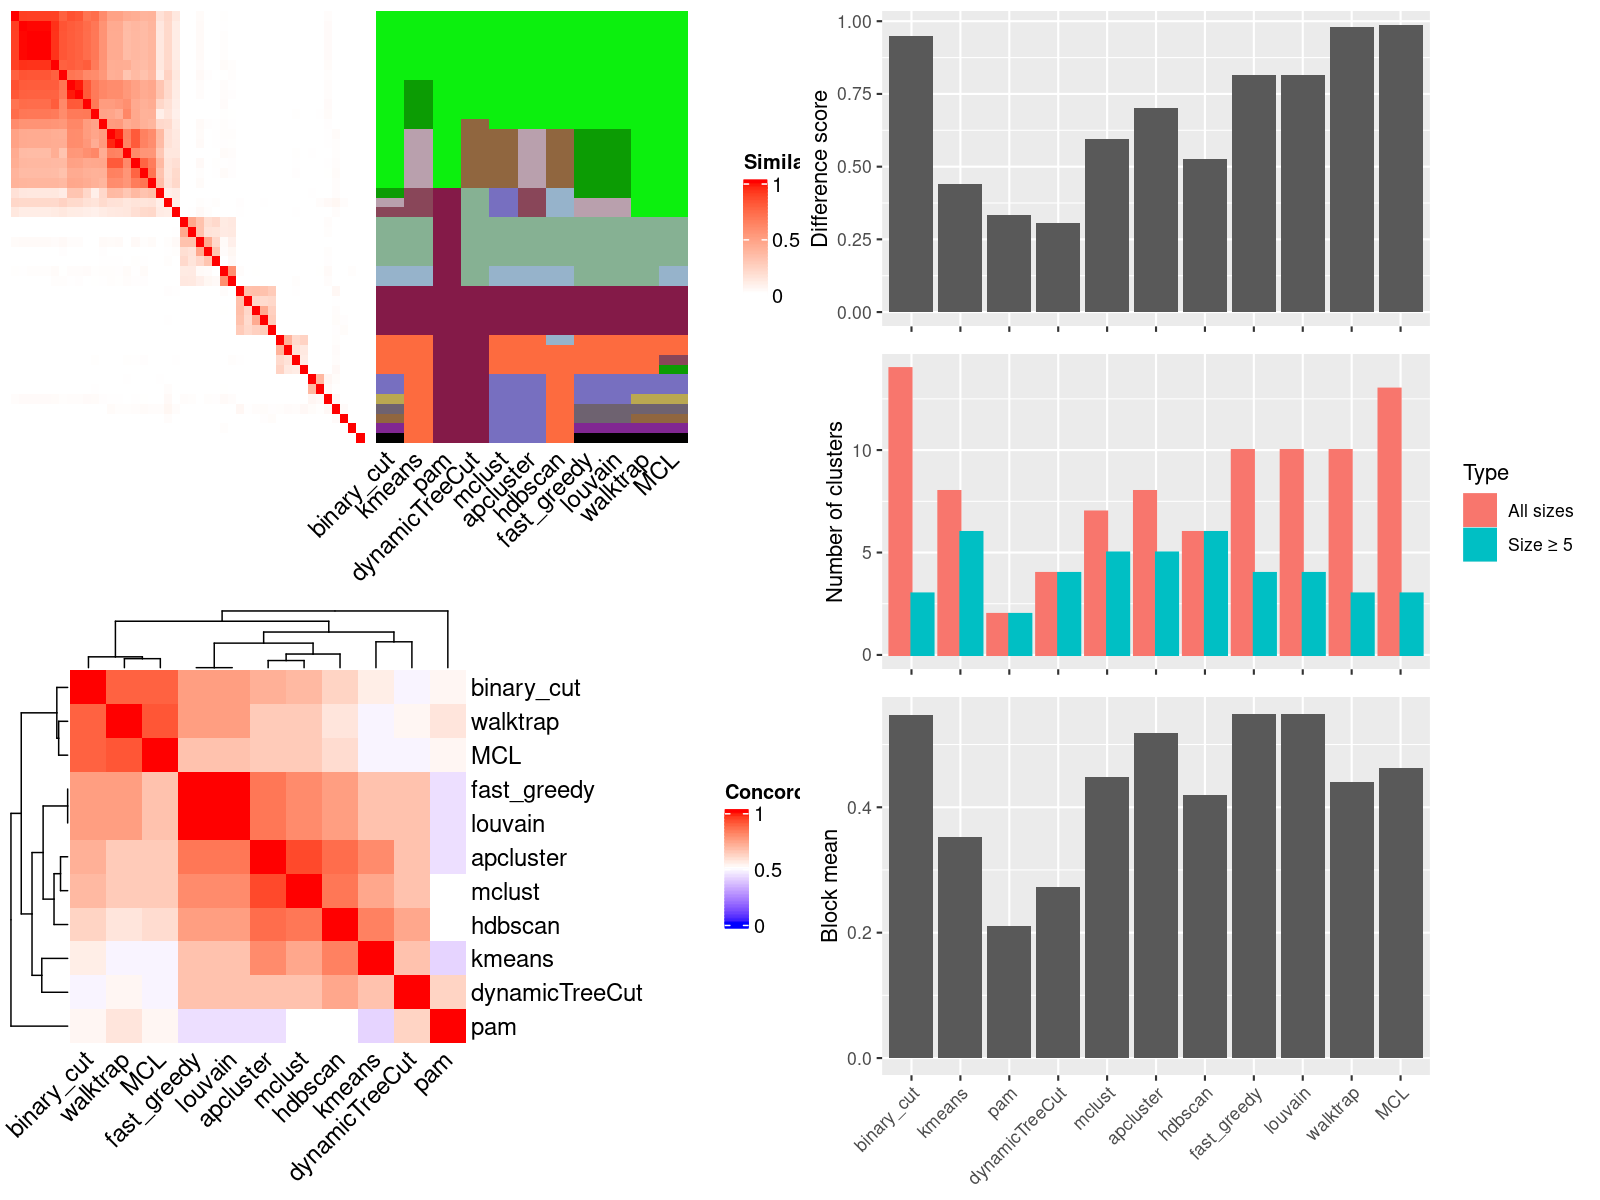 Simila
1
0.5
0
binary_cut
kmeans
pam
dynamicTreeCut
mclust
apcluster
hdbscan
fast_greedy
louvain
walktrap
MCL
binary_cut
walktrap
MCL
fast_greedy
louvain
apcluster
mclust
hdbscan
kmeans
dynamicTreeCut
pam
Concord
1
0.5
0
binary_cut
walktrap
MCL
fast_greedy
louvain
apcluster
mclust
hdbscan
kmeans
dynamicTreeCut
pam
Difference score
1.00
0.75
0.50
0.25
0.00
Number of clusters
10
5
0
Type
All sizes
Size ≥ 5
Block mean
0.4
0.2
0.0
binary_cut
kmeans
pam
dynamicTreeCut
mclust
apcluster
hdbscan
fast_greedy
louvain
walktrap
MCL